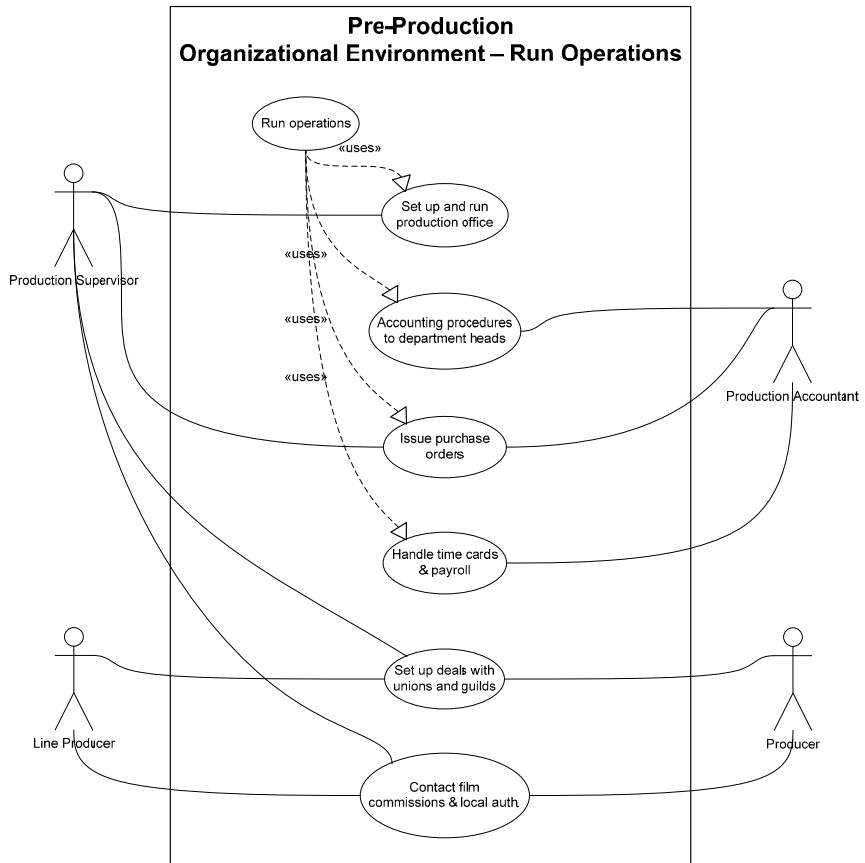 Pre-Production
Organizational Environment – Run Operations
Run operations
«uses»
Set up and run
production office
Production Supervisor
«uses»
Accounting procedures
to department heads
«uses»
«uses»
Production Accountant
Issue purchase
orders
Handle time cards
& payroll
Set up deals with
unions and guilds
Line Producer
Producer
Contact film
commissions & local auth.